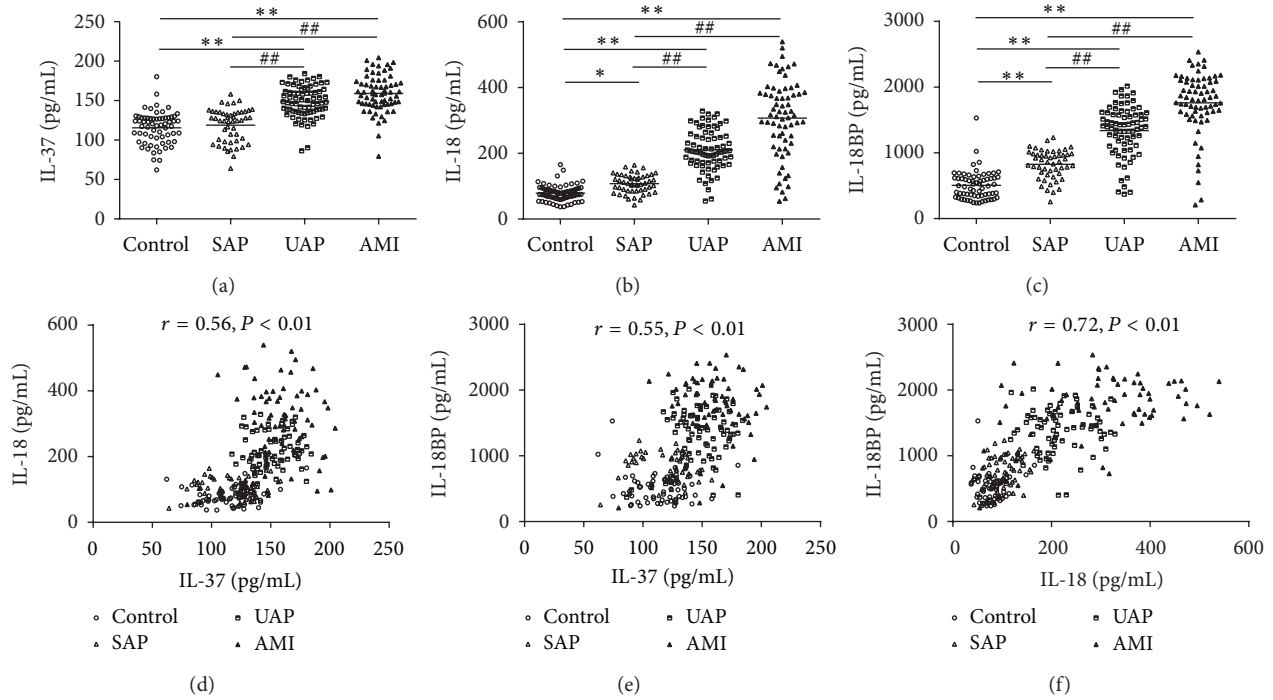 ∗∗
##
∗∗
##
250
200
150
100
50
0
IL-37 (pg/mL)
Control SAP UAP AMI
(a)
∗∗
##
∗∗
##
∗
600
400
200
0
IL-18 (pg/mL)
Control SAP UAP AMI
(b)
∗∗
##
∗∗
##
∗∗
3000
2000
1000
0
IL-18BP (pg/mL)
Control SAP UAP AMI
(c)
r = 0.56, P < 0.01
600
400
200
0
IL-18 (pg/mL)
0 50 100 150 200 250
IL-37 (pg/mL)
Control UAP
SAP AMI
(d)
r = 0.55, P < 0.01
3000
2000
1000
0
IL-18BP (pg/mL)
0 50 100 150 200 250
IL-37 (pg/mL)
Control UAP
SAP AMI
(e)
r = 0.72, P < 0.01
3000
2000
1000
0
IL-18BP (pg/mL)
0 200 400 600
IL-18 (pg/mL)
Control UAP
SAP AMI
(f)